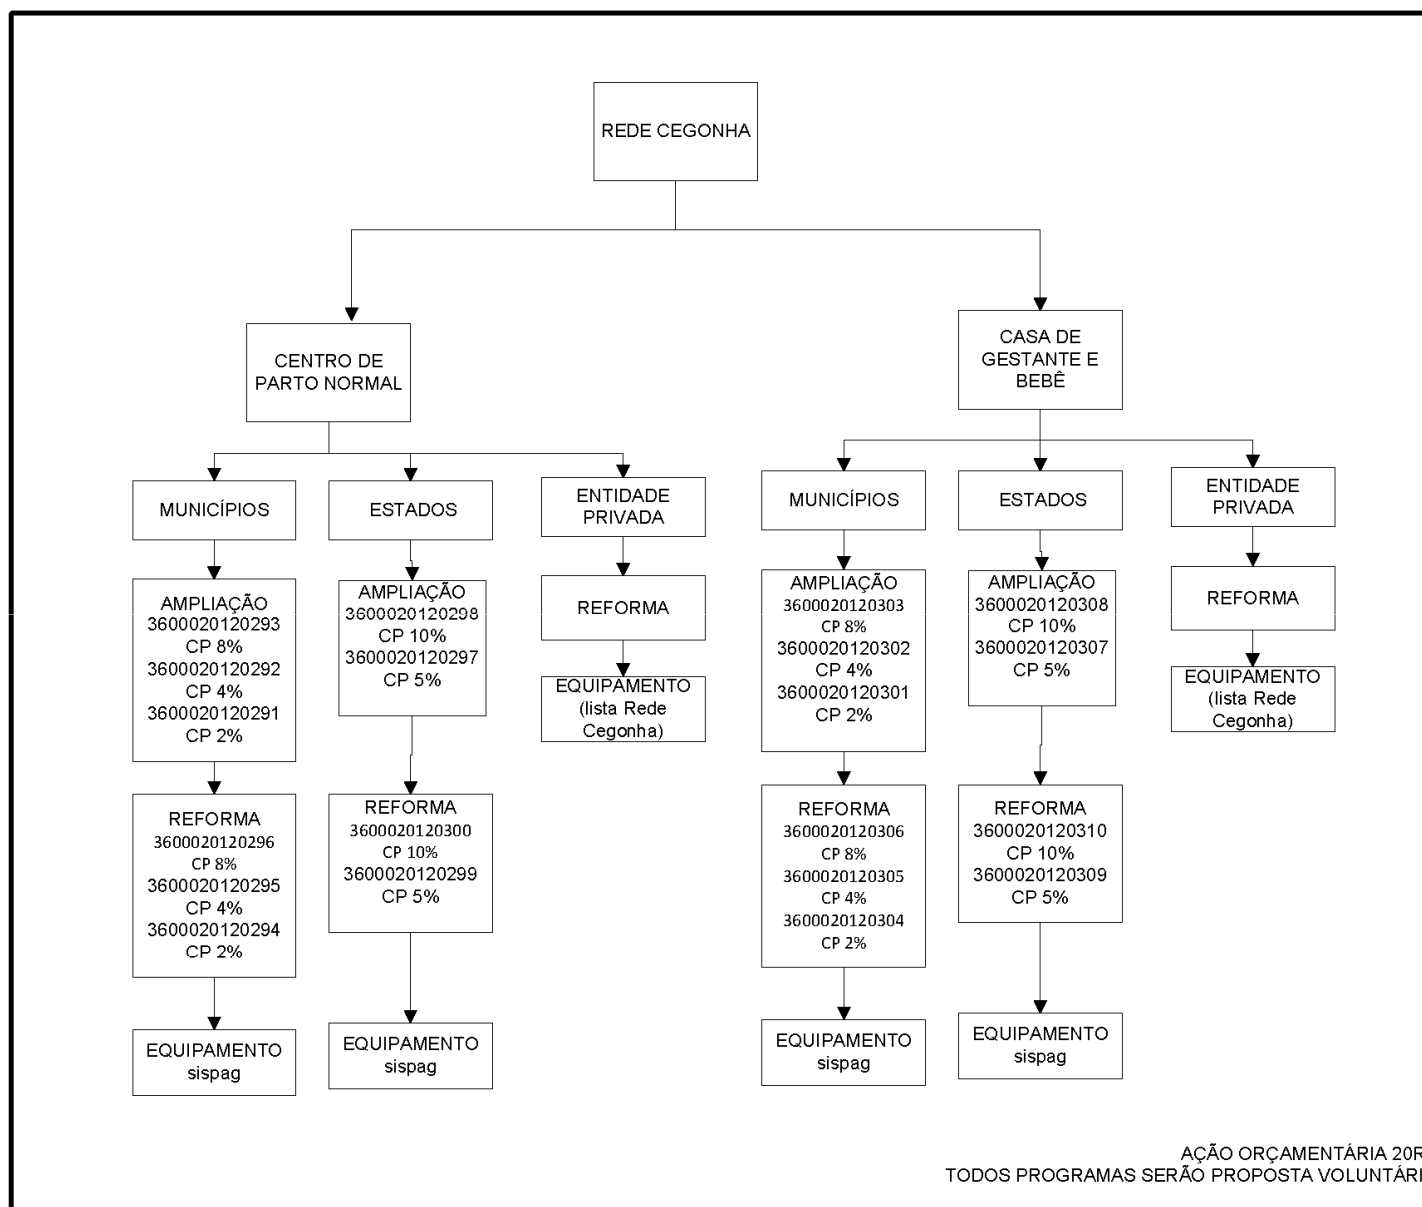 REDE CEGONHA
CENTRO DE
PARTO NORMAL
MUNICÍPIOS
AMPLIAÇÃO
3600020120293
CP 8%
3600020120292
CP 4%
3600020120291
CP 2%
REFORMA
3600020120296
CP 8%
3600020120295
CP 4%
3600020120294
CP 2%
EQUIPAMENTO
sispag
ESTADOS
AMPLIAÇÃO
3600020120298
CP 10%
3600020120297
CP 5%
REFORMA
3600020120300
CP 10%
3600020120299
CP 5%
EQUIPAMENTO
sispag
ENTIDADE
PRIVADA
REFORMA
EQUIPAMENTO
(lista Rede
Cegonha)
CASA DE
GESTANTE E
BEBÊ
MUNICÍPIOS
AMPLIAÇÃO
3600020120303
CP 8%
3600020120302
CP 4%
3600020120301
CP 2%
REFORMA
3600020120306
CP 8%
3600020120305
CP 4%
3600020120304
CP 2%
EQUIPAMENTO
sispag
ESTADOS
AMPLIAÇÃO
3600020120308
CP 10%
3600020120307
CP 5%
REFORMA
3600020120310
CP 10%
3600020120309
CP 5%
EQUIPAMENTO
sispag
ENTIDADE
PRIVADA
REFORMA
EQUIPAMENTO
(lista Rede
Cegonha)
AÇÃO ORÇAMENTÁRIA 20R
TODOS PROGRAMAS SERÃO PROPOSTA VOLUNTÁRI